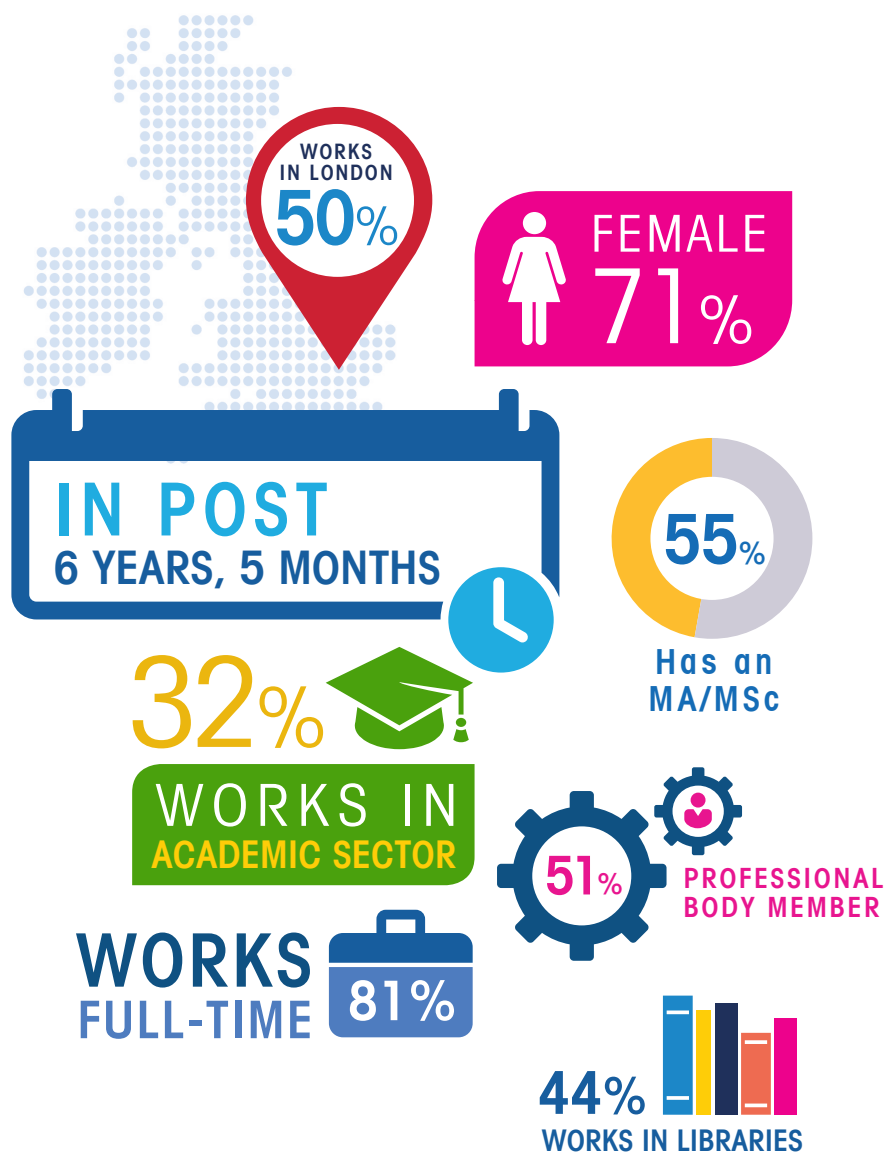 WORKS
IN LONDON
50%
FEMALE
71%
IN POST
6 YEARS, 5 MONTHS
55%
Has an
MA/MSc
32%
WORKS IN
ACADEMIC SECTOR
51%
PROFESSIONAL
BODY MEMBER
WORKS
FULL-TIME
81%
44%
WORKS IN LIBRARIES